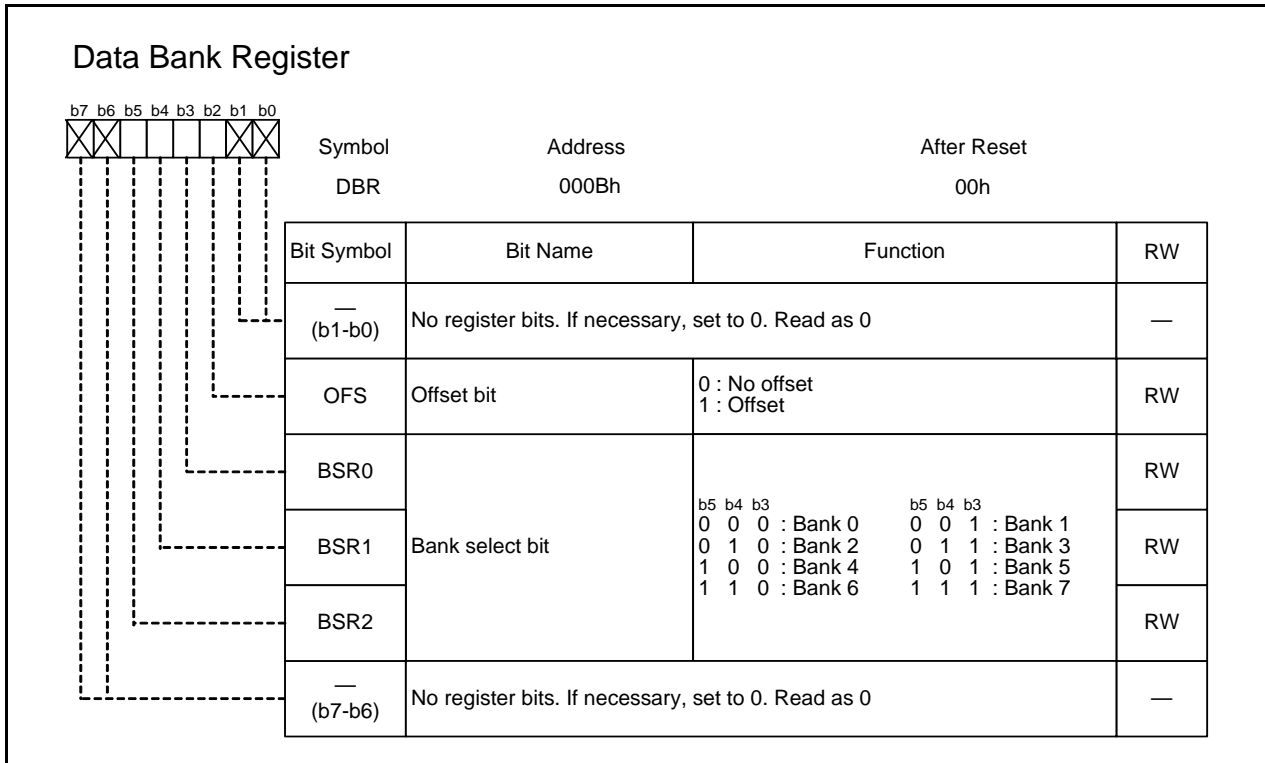 Data Bank Register
b7 b6 b5 b4 b3 b2 b1 b0
Symbol Address After Reset
DBR 000Bh 00h
Bit Symbol Bit Name Function RW
—
(b1-b0) No register bits. If necessary, set to 0. Read as 0 —
OFS Offset bit 0 : No offset RW
1 : Offset
BSR0 RW
BSR1 Bank select bit RW
BSR2 RW
b5 b4 b3 b5 b4 b3
0 0 0 : Bank 0 0 0 1 : Bank 1
0 1 0 : Bank 2 0 1 1 : Bank 3
1 0 0 : Bank 4 1 0 1 : Bank 5
1 1 0 : Bank 6 1 1 1 : Bank 7
—
(b7-b6) No register bits. If necessary, set to 0. Read as 0 —